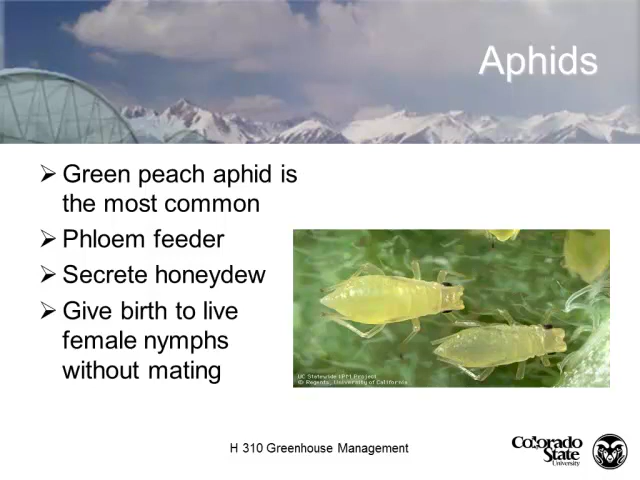 Aphids
Green peach aphid is
the most common
Phloem feeder
Secrete honeydew
Give birth to live
female nymphs
without mating
UC Statewide IPM Project
© Regents, University of California
H 310 Greenhouse Management
Colorado
State
University